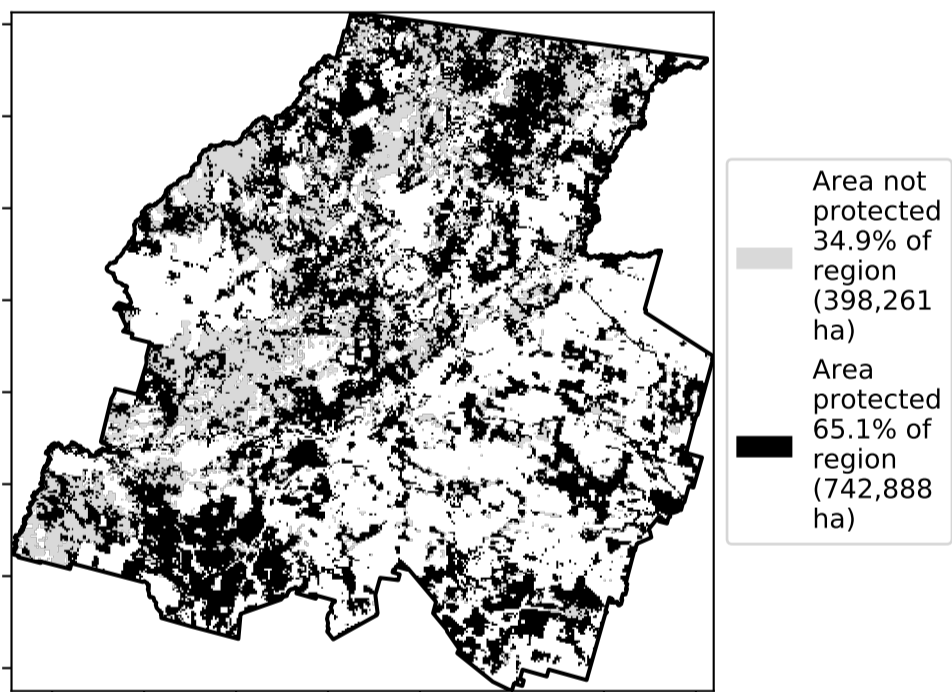 Area not
protected
34.9% of
region
(398,261
ha)
Area
protected
65.1% of
region
(742,888
ha)